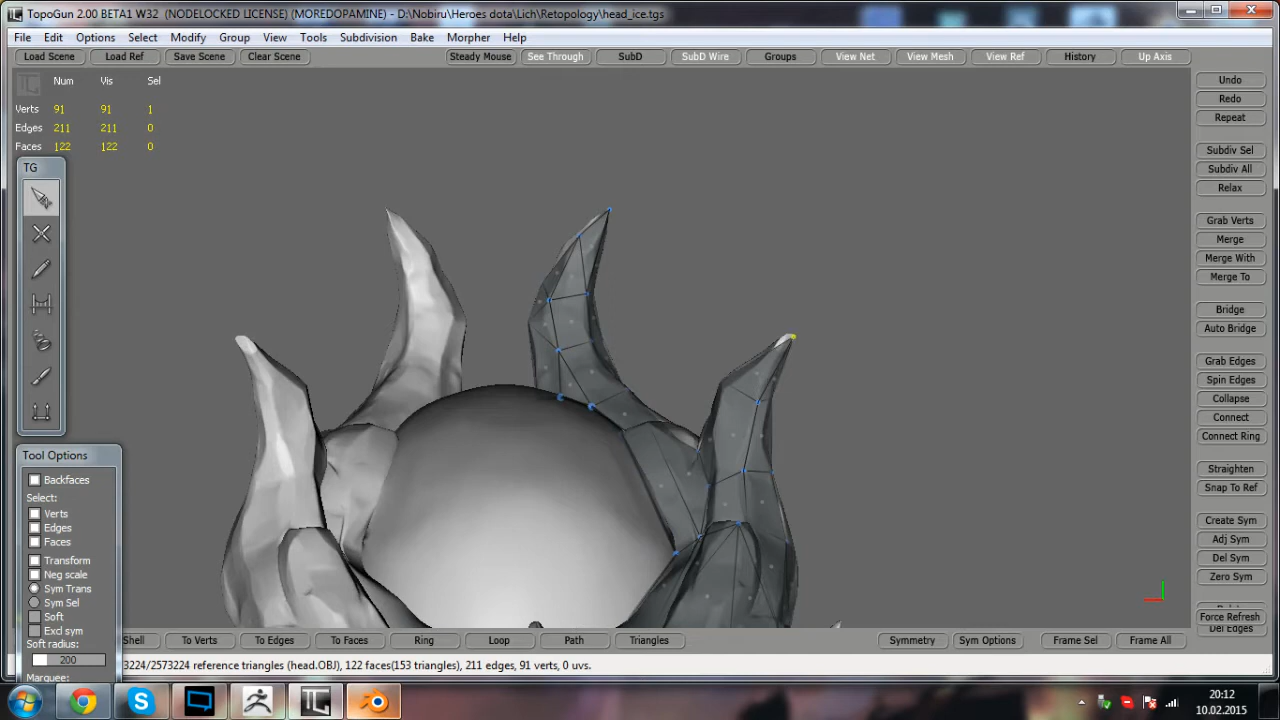 TopoGun 2.00 BETA1 W32 (NODELOCKED LICENSE) (MOREDOPAMINE) - D:\Nobiru\Heroes dota\Lich\Retopology\head_ice.tgs
File Edit Options View Select Modify Group View Tools Subdivision Bake Morpher Help
Load Scene Load Ref Save Scene Clear Scene Steady Mouse See Through SubD SubD Wire Groups View Net View Mesh View Ref History Up Axis
Num Vis Sel
Verts 91 91 1
Edges 211 211 0
Faces 122 122 0
TG
Tool Options
Backfaces
Select:
Verts
Edges
Faces
Transform
Neg scale
Sym Trans
Sym Sel
Soft
Excl sym
Soft radius:
200
Marquee:
Undo
Redo
Repeat
Subdiv Sel
Subdiv All
Relax
Grab Verts
Merge
Merge With
Merge To
Bridge
Auto Bridge
Grab Edges
Spin Edges
Collapse
Connect
Connect Ring
Straighten
Snap To Ref
Create Sym
Adj Sym
Del Sym
Zero Sym
Force Refresh
Del Edges
Shell To Verts To Edges To Faces Ring Loop Path Triangles Symmetry Sym Options Frame Sel Frame All
3224/2573224 reference triangles (head.OBJ), 122 faces(153 triangles), 211 edges, 91 verts, 0 uvs.
20:12
10.02.2015